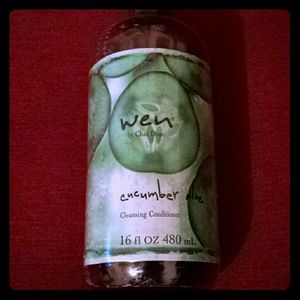 wen
by Chaz Dean
cucumber aloe
Cleansing Conditioner
16 fl oz 480 mL